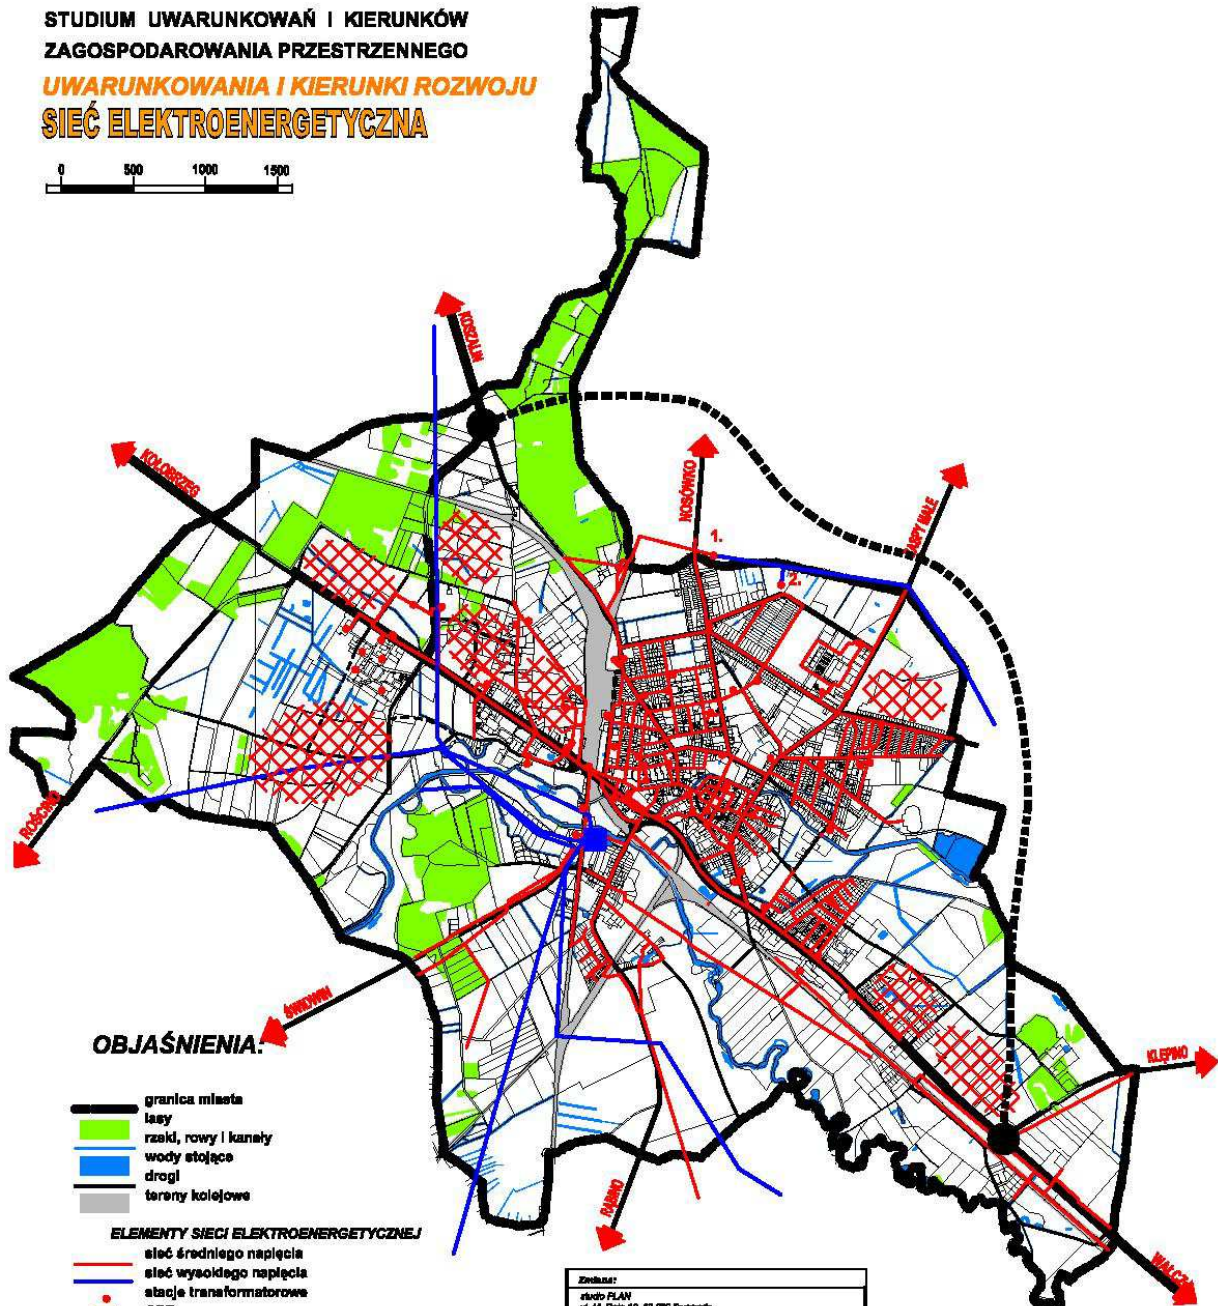 STUDIUM UWARUNKOWAŃ I KIERUNKÓW
ZAGOSPODAROWANIA PRZESTRZENNEGO
UWARUNKOWANIA I KIERUNKI ROZWOJU
SIEĆ ELEKTROENERGETYCZNA
0 500 1000 1500
KOSZALIN
KOŁOBRZEG
NOSÓWKO
MAŁE
1.
2.
ROŚCINO
ŚWIDWIN
KLĘPINO
RĄBINO
WAŁCZ
OBJAŚNIENIA:
granica miasta
lasy
rzeki, rowy i kanały
wody stojące
drogi
tereny kolejowe
ELEMENTY SIECI ELEKTROENERGETYCZNEJ
sieć średniego napięcia
sieć wysokiego napięcia
stacje transformatorowe
Zmiana:
studio PLAN